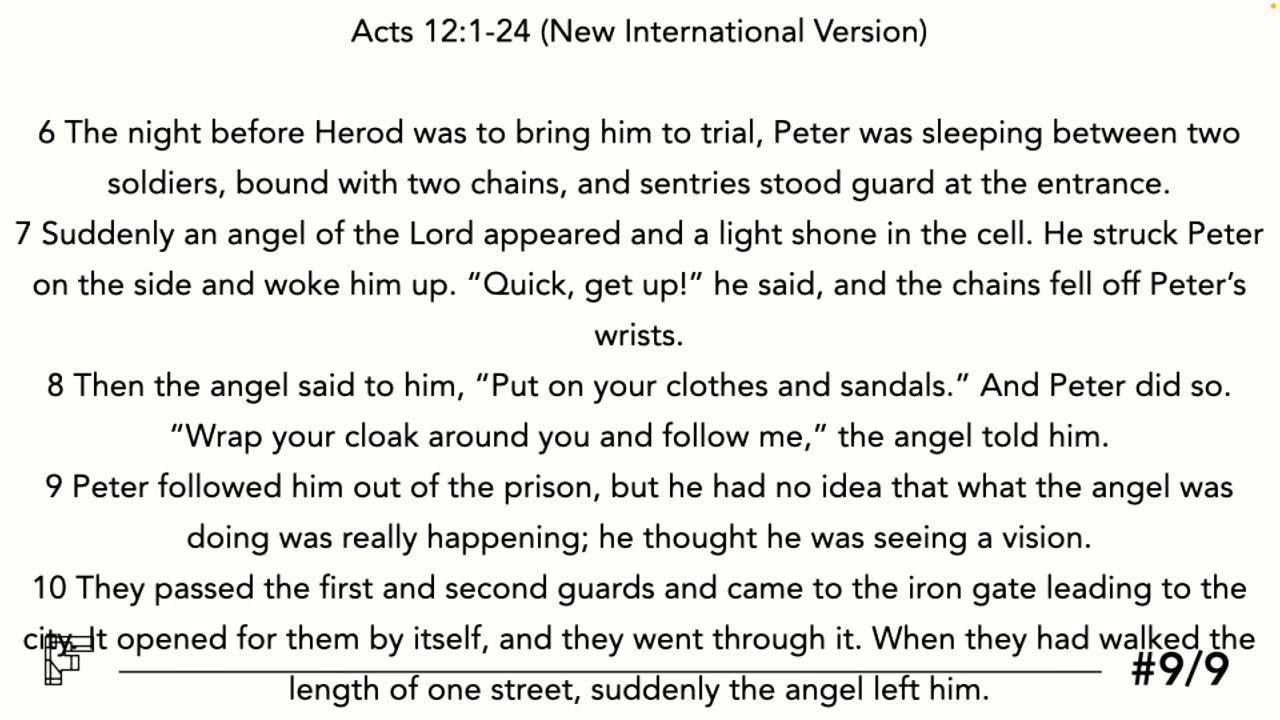 Acts 12:1-24 (New International Version)
6 The night before Herod was to bring him to trial, Peter was sleeping between two
soldiers, bound with two chains, and sentries stood guard at the entrance.
7 Suddenly an angel of the Lord appeared and a light shone in the cell. He struck Peter
on the side and woke him up. “Quick, get up!” he said, and the chains fell off Peter’s
wrists.
8 Then the angel said to him, “Put on your clothes and sandals.” And Peter did so.
“Wrap your cloak around you and follow me,” the angel told him.
9 Peter followed him out of the prison, but he had no idea that what the angel was
doing was really happening; he thought he was seeing a vision.
10 They passed the first and second guards and came to the iron gate leading to the
city. It opened for them by itself, and they went through it. When they had walked the
length of one street, suddenly the angel left him.
#9/9